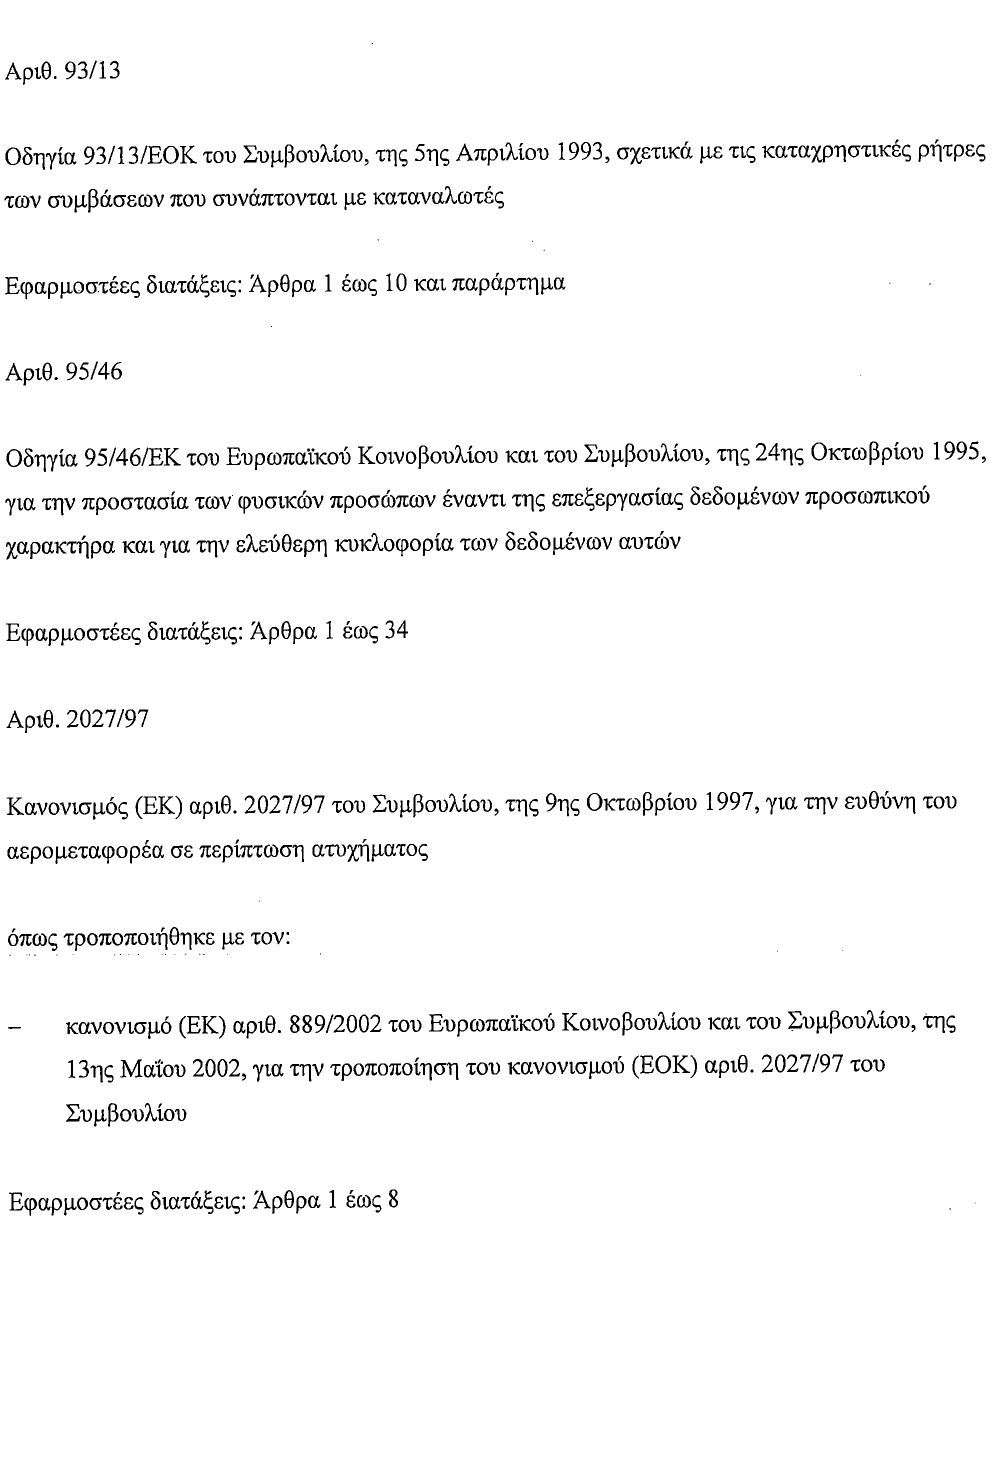 Αριθ. 93/13
Οδηγία 93/13/ΕΟΚ του Συμβουλίου, της 5ης Απριλίου 1993, σχετικά με τις καταχρηστικές ρήτρες
των συμβάσεων που συνάπτονται με καταναλωτές
Εφαρμοστέες διατάξεις: Άρθρα 1 έως 10 και παράρτημα
Αριθ. 95/46
Οδηγία 95/46/ΕΚ του Ευρωπαϊκού Κοινοβουλίου και του Συμβουλίου, της 24ης Οκτωβρίου 1995,
για την προστασία των φυσικών προσώπων έναντι της επεξεργασίας δεδομένων προσωπικού
χαρακτήρα και για την ελεύθερη κυκλοφορία των δεδομένων αυτών
Εφαρμοστέες διατάξεις: Άρθρα 1 έως 34
Αριθ. 2027/97
Κανονισμός (ΕΚ) αριθ. 2027/97 του Συμβουλίου, της 9ης Οκτωβρίου 1997, για την ευθύνη του
αερομεταφορέα σε περίπτωση ατυχήματος
όπως τροποποιήθηκε με τον:
– κανονισμό (ΕΚ) αριθ. 889/2002 του Ευρωπαϊκού Κοινοβουλίου και του Συμβουλίου, της
13ης Μαΐου 2002, για την τροποποίηση του κανονισμού (ΕΟΚ) αριθ. 2027/97 του
Συμβουλίου
Εφαρμοστέες διατάξεις: Άρθρα 1 έως 8